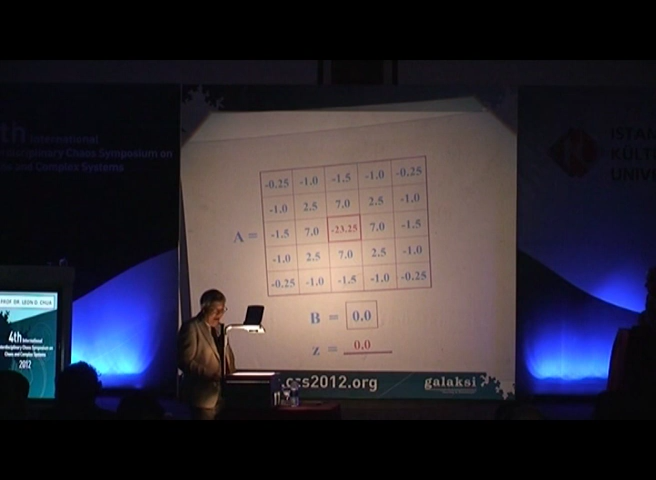 th International
rdisciplinary Chaos Symposium on
s and Complex Systems
ISTAN
KÜLT
UNIV
-0.25 -1.0 -1.5 -1.0 -0.25
-1.0 2.5 7.0 2.5 -1.0
A = -1.5 7.0 -23.25 7.0 -1.5
-1.0 2.5 7.0 2.5 -1.0
-0.25 -1.0 -1.5 -1.0 -0.25
B = 0.0
z = 0.0
PROF. DR. LEON O. CHUA
4th International
Interdisciplinary Chaos Symposium on
Chaos and Complex Systems
2012
ccs2012.org
galaksi